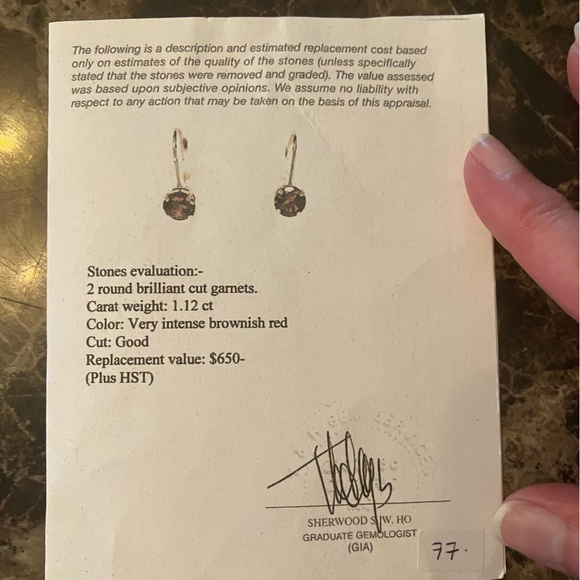 The following is a description and estimated replacement cost based
only on estimates of the quality of the stones (unless specifically
stated that the stones were removed and graded). The value assessed
was based upon subjective opinions. We assume no liability with
respect to any action that may be taken on the basis of this appraisal.
Stones evaluation:-
2 round brilliant cut garnets.
Carat weight: 1.12 ct
Color: Very intense brownish red
Cut: Good
Replacement value: $650-
(Plus HST)
SHERWOOD S.W. HO
GRADUATE GEMOLOGIST
(GIA)
77.